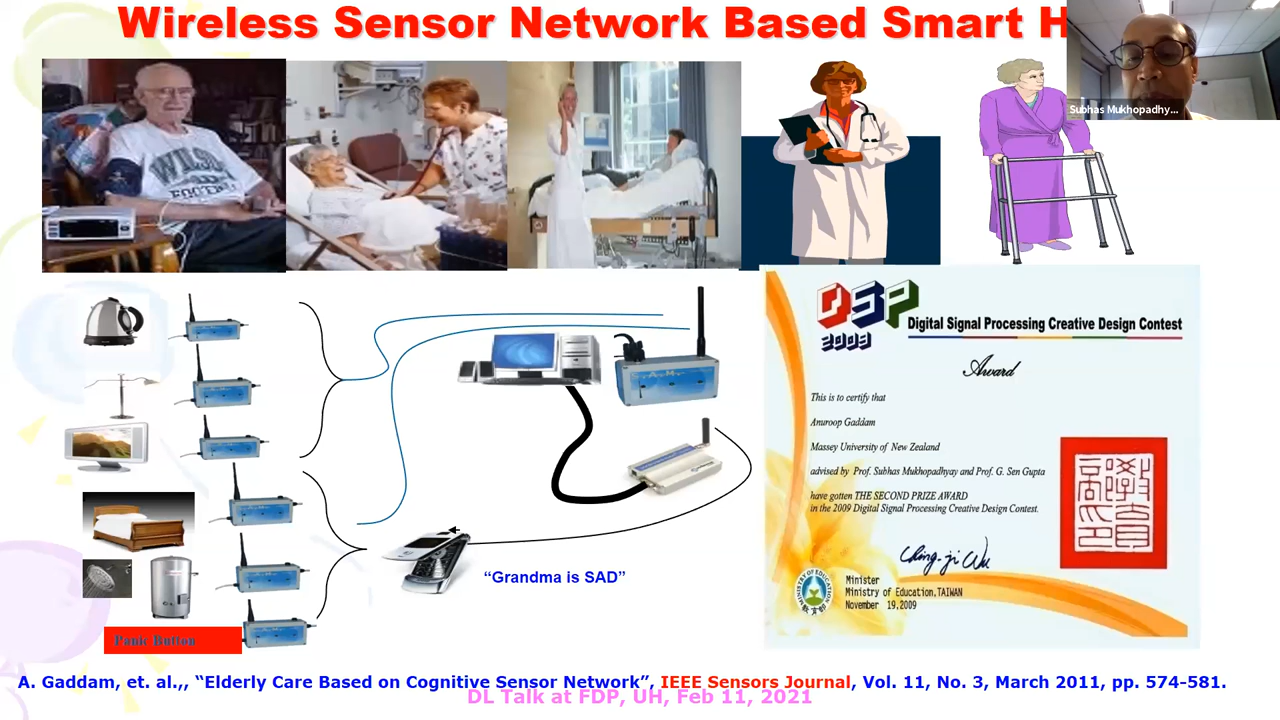 Wireless Sensor Network Based Smart H
Subhas Mukhopadhy...
WILSO
FOOTBALL
DSP
2009
Digital Signal Processing Creative Design Contest
Award
This is to certify that
Anuroop Gaddam
Massey University of New Zealand
advised by Prof. Subhas Mukhopadhyay and Prof. G. Sen Gupta
have gotten THE SECOND PRIZE AWARD
in the 2009 Digital Signal Processing Creative Design Contest.
Ching-ji Wu
Minister
Ministry of Education,TAIWAN
November 19,2009
“Grandma is SAD”
Panic Button
A. Gaddam, et. al.,, “Elderly Care Based on Cognitive Sensor Network”, IEEE Sensors Journal, Vol. 11, No. 3, March 2011, pp. 574-581.
DL Talk at FDP, UH, Feb 11, 2021